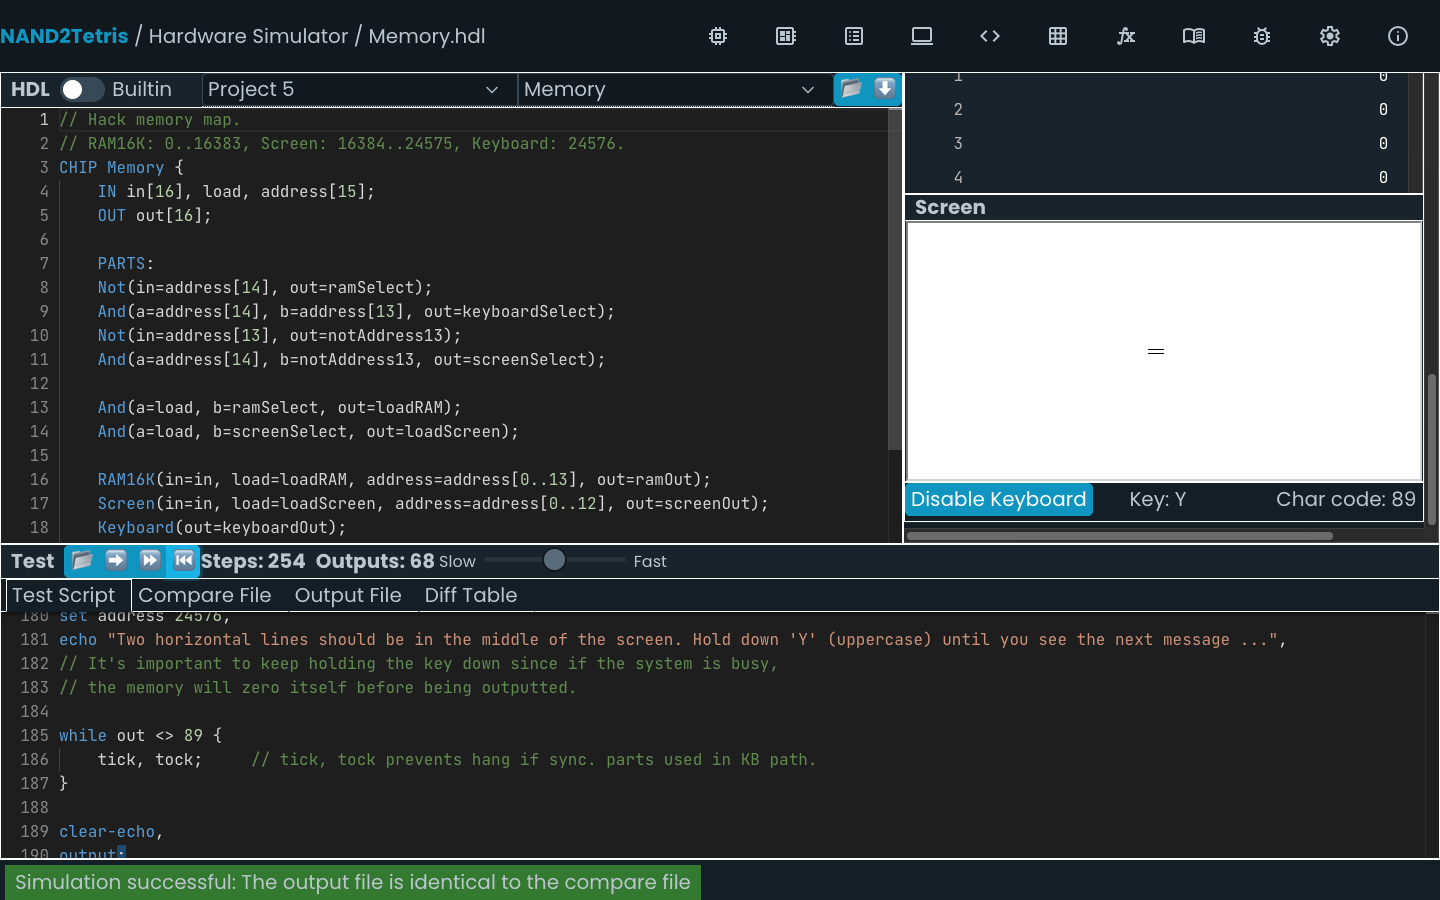 NAND2Tetris / Hardware Simulator / Memory.hdl
HDL Builtin Project 5 Memory
1 // Hack memory map.
2 // RAM16K: 0..16383, Screen: 16384..24575, Keyboard: 24576.
3 CHIP Memory {
4 IN in[16], load, address[15];
5 OUT out[16];
6
7 PARTS:
8 Not(in=address[14], out=ramSelect);
9 And(a=address[14], b=address[13], out=keyboardSelect);
10 Not(in=address[13], out=notAddress13);
11 And(a=address[14], b=notAddress13, out=screenSelect);
12
13 And(a=load, b=ramSelect, out=loadRAM);
14 And(a=load, b=screenSelect, out=loadScreen);
15
16 RAM16K(in=in, load=loadRAM, address=address[0..13], out=ramOut);
17 Screen(in=in, load=loadScreen, address=address[0..12], out=screenOut);
18 Keyboard(out=keyboardOut);
1 0
2 0
3 0
4 0
Screen
Disable Keyboard Key: Y Char code: 89
Test Steps: 254 Outputs: 68 Slow Fast
Test Script Compare File Output File Diff Table
180 set address 24576,
181 echo "Two horizontal lines should be in the middle of the screen. Hold down 'Y' (uppercase) until you see the next message ...",
182 // It's important to keep holding the key down since if the system is busy,
183 // the memory will zero itself before being outputted.
184
185 while out <> 89 {
186 tick, tock; // tick, tock prevents hang if sync. parts used in KB path.
187 }
188
189 clear-echo,
190 output;
Simulation successful: The output file is identical to the compare file